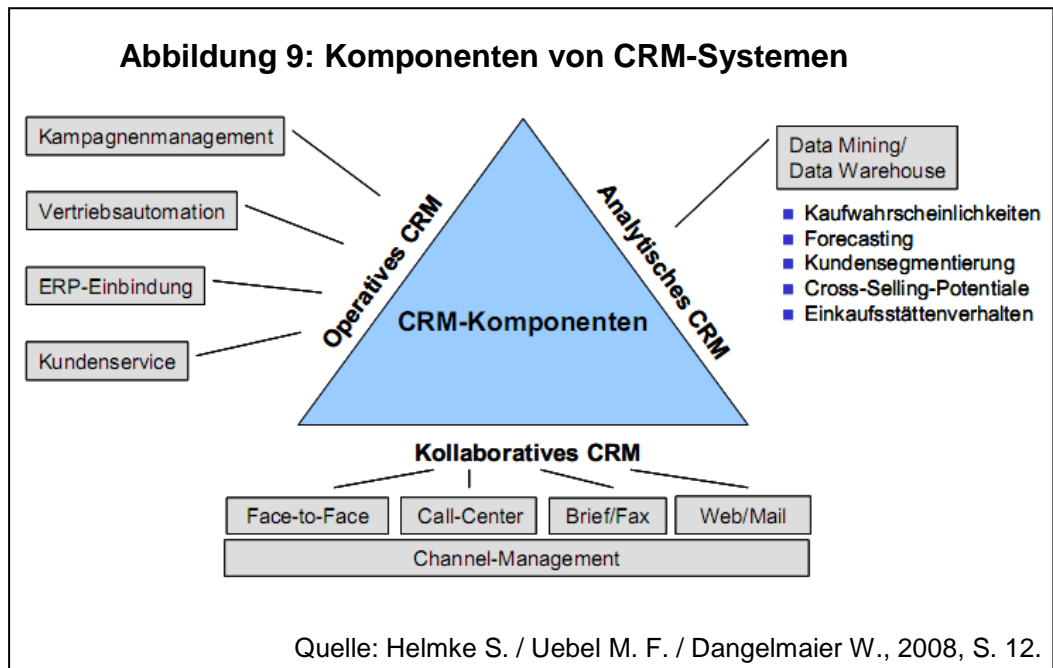 Abbildung 9: Komponenten von CRM-Systemen
Kampagnenmanagement
Vertriebsautomation
ERP-Einbindung
Kundenservice
Operatives CRM
CRM-Komponenten
Analytisches CRM
Data Mining/
Data Warehouse
Kaufwahrscheinlichkeiten
Forecasting
Kundensegmentierung
Cross-Selling-Potentiale
Einkaufsstättenverhalten
Kollaboratives CRM
Face-to-Face
Call-Center
Brief/Fax
Web/Mail
Channel-Management
Quelle: Helmke S. / Uebel M. F. / Dangelmaier W., 2008, S. 12.